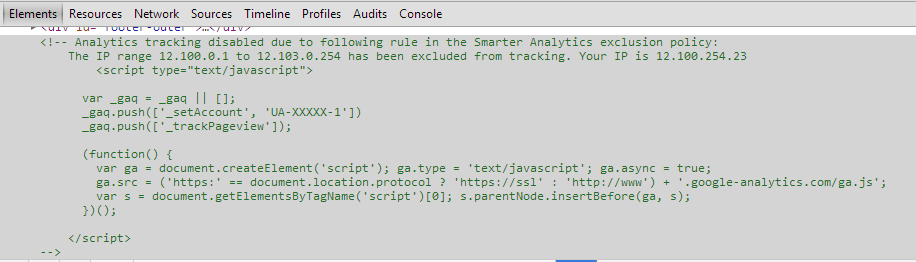 Elements Resources Network Sources Timeline Profiles Audits Console
<div id="footer-outer">…</div>
<!-- Analytics tracking disabled due to following rule in the Smarter Analytics exclusion policy:
The IP range 12.100.0.1 to 12.103.0.254 has been excluded from tracking. Your IP is 12.100.254.23
<script type="text/javascript">
var _gaq = _gaq || [];
_gaq.push(['_setAccount', 'UA-XXXXX-1'])
_gaq.push(['_trackPageview']);
(function() {
var ga = document.createElement('script'); ga.type = 'text/javascript'; ga.async = true;
ga.src = ('https:' == document.location.protocol ? 'https://ssl' : 'http://www') + '.google-analytics.com/ga.js';
var s = document.getElementsByTagName('script')[0]; s.parentNode.insertBefore(ga, s);
})();
</script>
-->